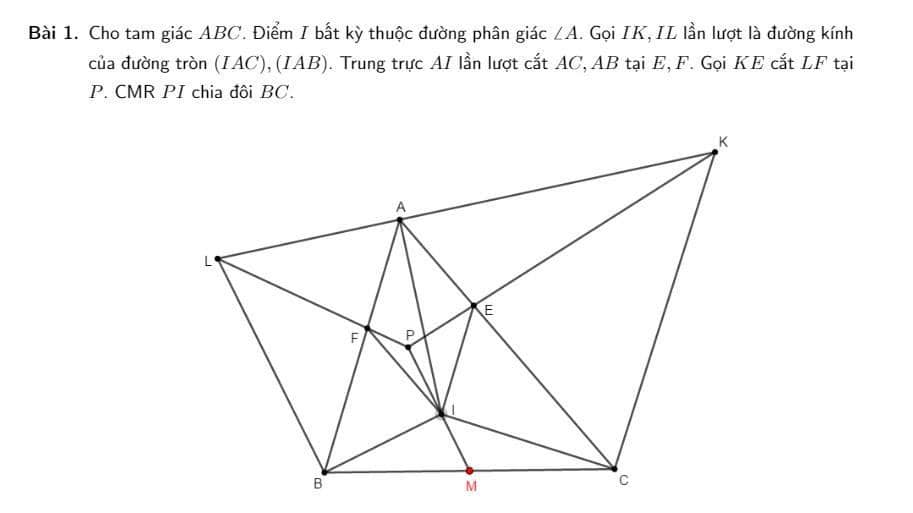 Bài 1. Cho tam giác ABC. Điểm I bất kỳ thuộc đường phân giác ∠A. Gọi IK, IL lần lượt là đường kính
của đường tròn (IAC), (IAB). Trung trực AI lần lượt cắt AC, AB tại E, F. Gọi KE cắt LF tại
P. CMR PI chia đôi BC.
K
A
L
E
F
P
I
B
M
C